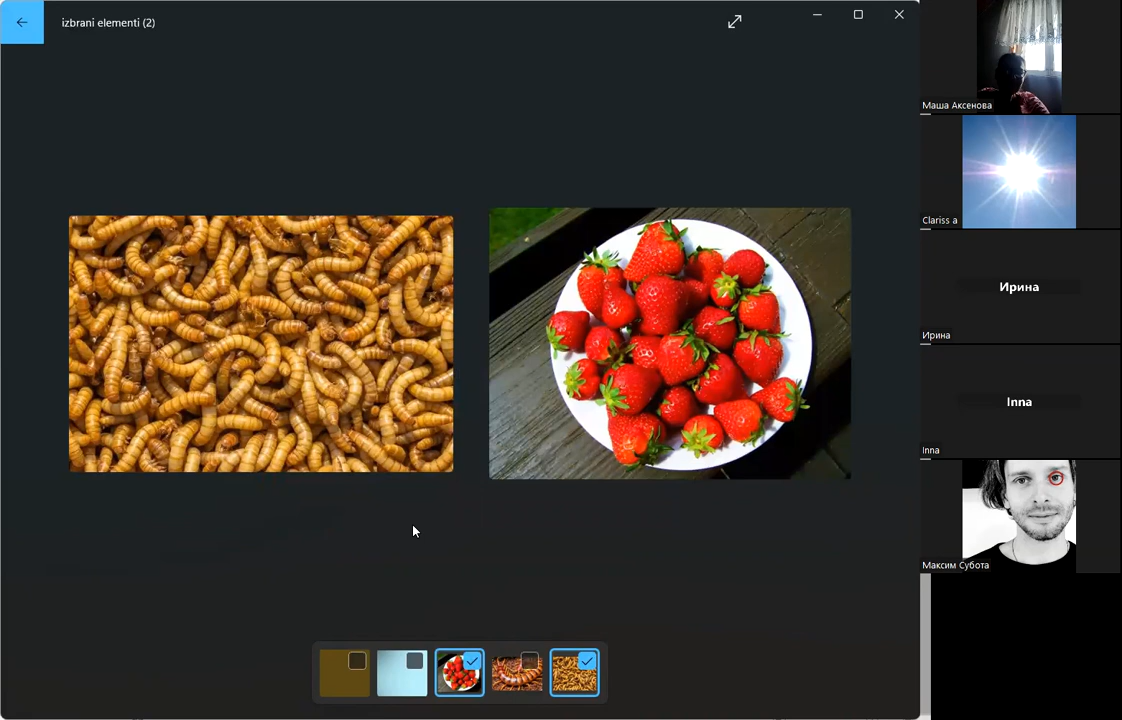 izbrani elementi (2)
Маша Аксенова
Clariss a
Ирина
Ирина
Inna
Inna
Максим Субота